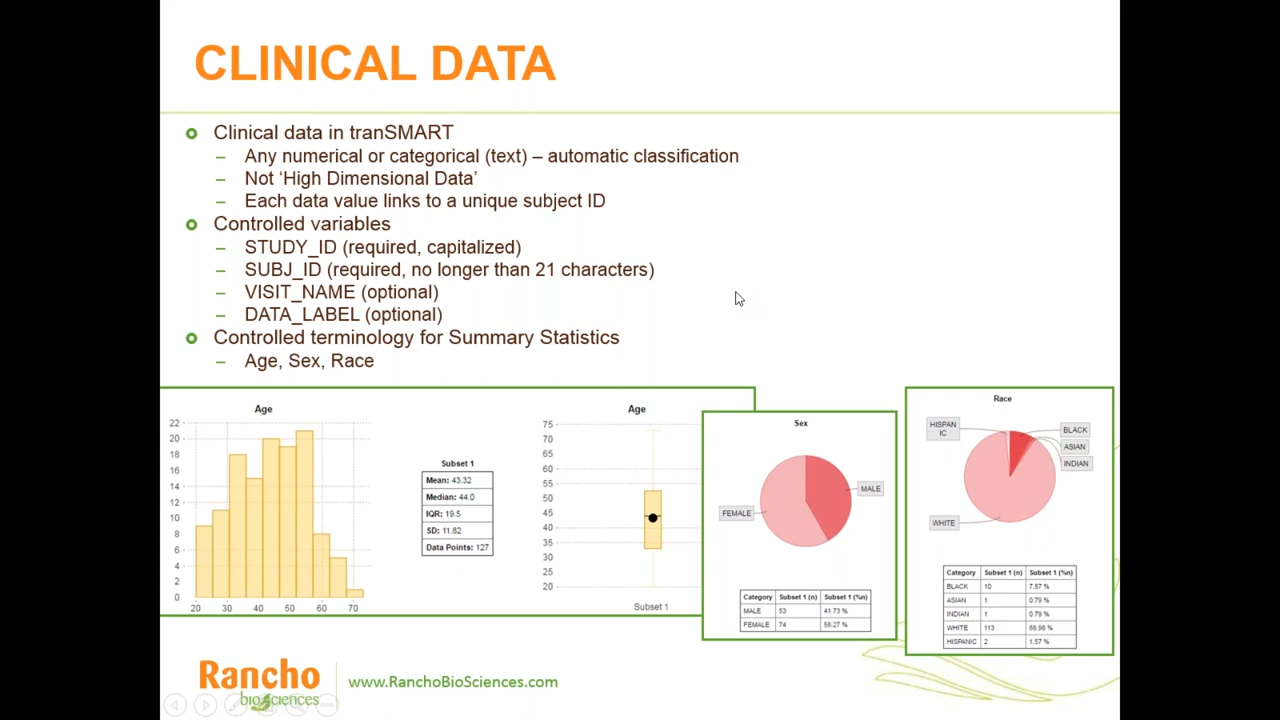 CLINICAL DATA
Clinical data in tranSMART
– Any numerical or categorical (text) – automatic classification
– Not ‘High Dimensional Data’
– Each data value links to a unique subject ID
Controlled variables
– STUDY_ID (required, capitalized)
– SUBJ_ID (required, no longer than 21 characters)
– VISIT_NAME (optional)
– DATA_LABEL (optional)
Controlled terminology for Summary Statistics
– Age, Sex, Race
Age
22
20
18
16
14
12
10
8
6
4
2
0
20 30 40 50 60 70
Subset 1
Mean: 43.32
Median: 44.0
IQR: 19.5
SD: 11.82
Data Points: 127
Age
75
70
65
60
55
50
45
40
35
30
25
20
Subset 1
Sex
MALE
FEMALE
Category Subset 1 (n) Subset 1 (%n)
MALE 53 41.73 %
FEMALE 74 58.27 %
Race
HISPAN
IC
BLACK
ASIAN
INDIAN
WHITE
Category Subset 1 (n) Subset 1 (%n)
BLACK 10 7.87 %
ASIAN 1 0.79 %
INDIAN 1 0.79 %
WHITE 113 88.98 %
HISPANIC 2 1.57 %
Rancho
biosciences
www.RanchoBioSciences.com